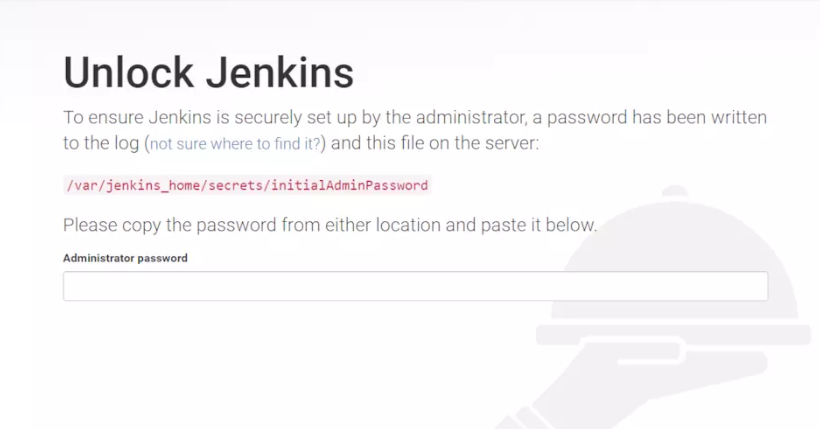 Unlock Jenkins
To ensure Jenkins is securely set up by the administrator, a password has been written
to the log (not sure where to find it?) and this file on the server:
/var/jenkins_home/secrets/initialAdminPassword
Please copy the password from either location and paste it below.
Administrator password